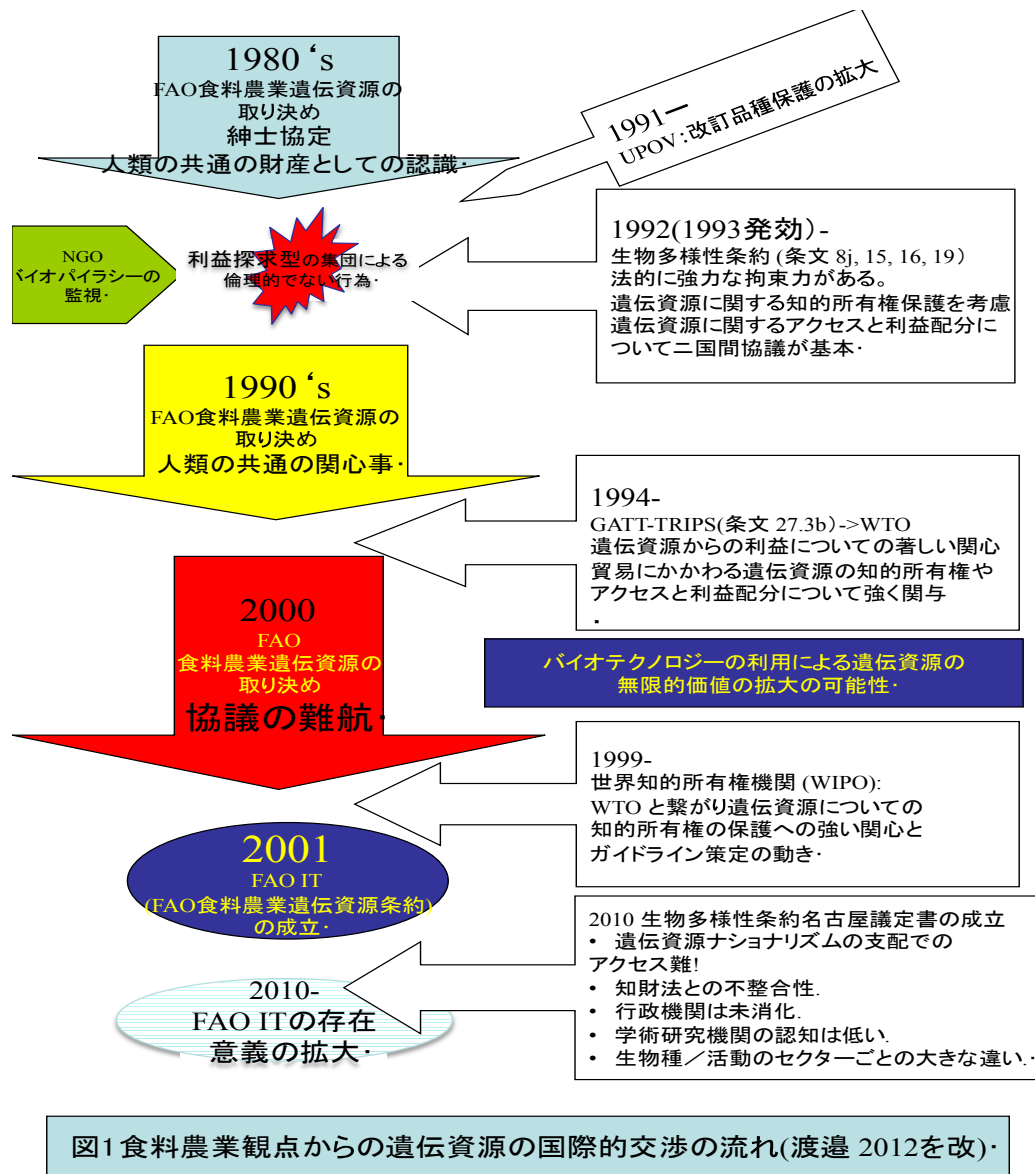 1980‘s
FAO食料農業遺伝資源の
取り決め
紳士協定
人類の共通の財産としての認識・
1991ー
UPOV：改訂品種保護の拡大
NGO
バイオパイラシーの
監視・
利益探求型の集団による
倫理的でない行為・
1992(1993発効）-
生物多様性条約 (条文 8j, 15, 16, 19）
法的に強力な拘束力がある。
遺伝資源に関する知的所有権保護を考慮
遺伝資源に関するアクセスと利益配分に
ついて二国間協議が基本・
1990‘s
FAO食料農業遺伝資源の
取り決め
人類の共通の関心事・
1994-
GATT-TRIPS(条文 27.3b）->WTO
遺伝資源からの利益についての著しい関心
貿易にかかわる遺伝資源の知的所有権や
アクセスと利益配分について強く関与
・
2000
FAO
食料農業遺伝資源の
取り決め
協議の難航・
バイオテクノロジーの利用による遺伝資源の
無限的価値の拡大の可能性・
1999-
世界知的所有権機関 (WIPO):
WTO と繋がり遺伝資源についての
知的所有権の保護への強い関心と
ガイドライン策定の動き・
2001
FAO IT
(FAO食料農業遺伝資源条約)
の成立・
2010 生物多様性条約名古屋議定書の成立
• 遺伝資源ナショナリズムの支配での
アクセス難!
• 知財法との不整合性.
• 行政機関は未消化.
• 学術研究機関の認知は低い.
• 生物種／活動のセクターごとの大きな違い.・
2010-
FAO ITの存在
意義の拡大・
図1食料農業観点からの遺伝資源の国際的交渉の流れ(渡邉 2012を改)・